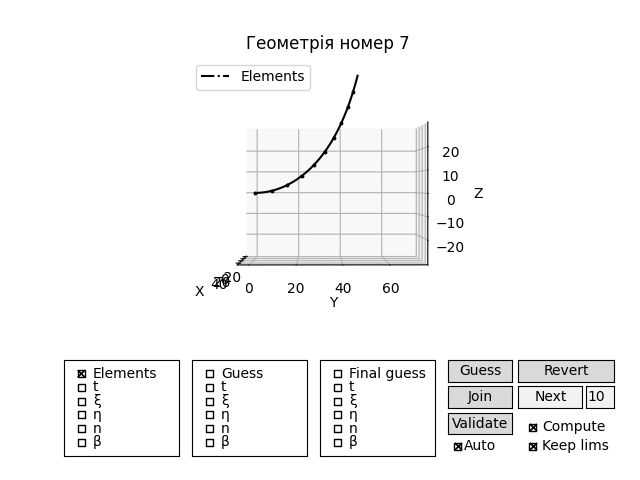 Геометрія номер 7
Elements
20
10
0
−10
−20
Z
X
0
20
40
60
Y
Elements
t
ξ
η
n
β
Guess
t
ξ
η
n
β
Final guess
t
ξ
η
n
β
Guess
Revert
Join
Next
10
Validate
Compute
Auto
Keep lims